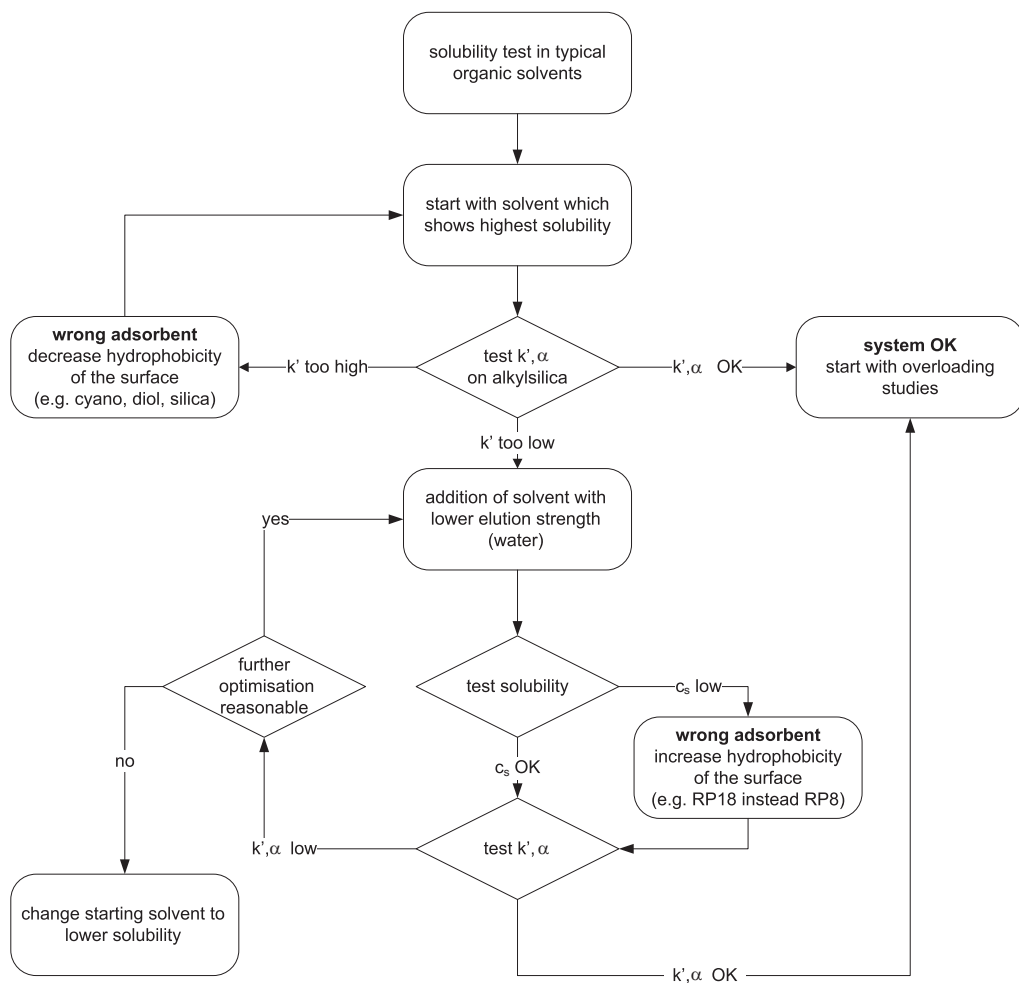 solubility test in typical
organic solvents
start with solvent which
shows highest solubility
wrong adsorbent
decrease hydrophobicity
of the surface
(e.g. cyano, diol, silica)
k' too high
test k', α
on alkylsilica
k',α OK
system OK
start with overloading
studies
k' too low
addition of solvent with
lower elution strength
(water)
yes
further
optimisation
reasonable
test solubility
cₛ low
wrong adsorbent
increase hydrophobicity
of the surface
(e.g. RP18 instead RP8)
no
cₛ OK
k',α low
test k', α
change starting solvent to
lower solubility
k',α OK